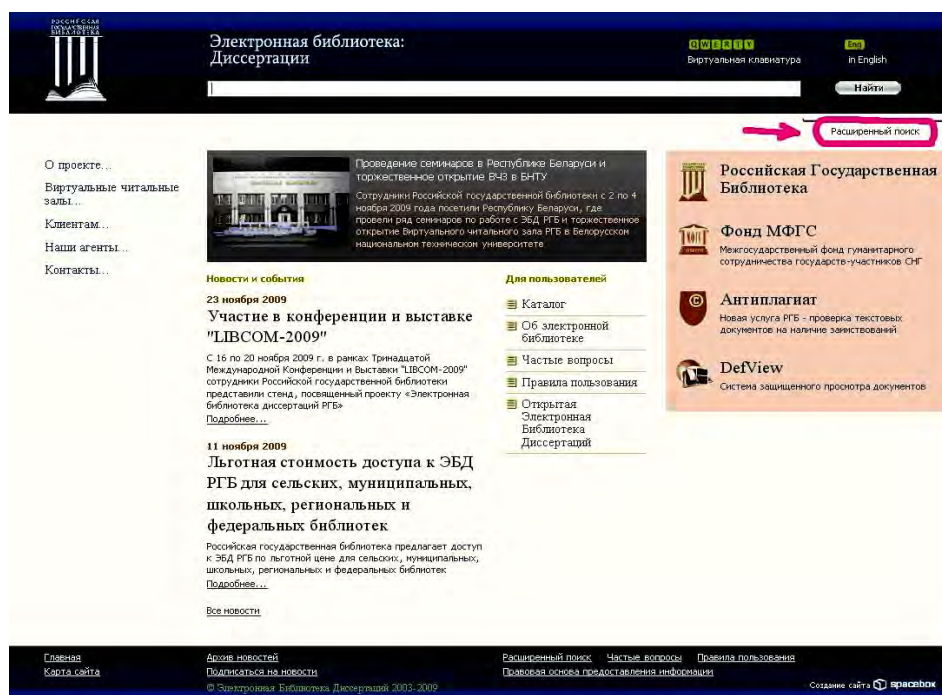 РОССИЙСКАЯ
ГОСУДАРСТВЕННАЯ
БИБЛИОТЕКА
Электронная библиотека:
Диссертации
QWERTY
Виртуальная клавиатура
Eng
in English
Найти
Расширенный поиск
О проекте...
Виртуальные читальные
залы...
Клиентам...
Наши агенты...
Контакты...
Проведение семинаров в Республике Беларуси и
торжественное открытие ВЧЗ в БНТУ
Сотрудники Российской государственной библиотеки с 2 по 4
ноября 2009 года посетили Республику Беларусь, где
провели ряд семинаров по работе с ЭБД РГБ и торжественное
открытие Виртуального читального зала РГБ в Белорусском
национальном техническом университете
Новости и события
23 ноября 2009
Участие в конференции и выставке
"LIBCOM-2009"
С 16 по 20 ноября 2009 г. в рамках Тринадцатой
Международной Конференции и Выставки "LIBCOM-2009"
сотрудники Российской государственной библиотеки
представили стенд, посвященный проекту «Электронная
библиотека диссертаций РГБ»
Подробнее...
11 ноября 2009
Льготная стоимость доступа к ЭБД
РГБ для сельских, муниципальных,
школьных, региональных и
федеральных библиотек
Российская государственная библиотека предлагает доступ
к ЭБД РГБ по льготной цене для сельских, муниципальных,
школьных, региональных и федеральных библиотек
Подробнее...
Все новости
Для пользователей
Каталог
Об электронной
библиотеке
Частые вопросы
Правила пользования
Открытая
Электронная
Библиотека
Диссертаций
Российская Государственная
Библиотека
Фонд МФГС
Межгосударственный фонд гуманитарного
сотрудничества государств-участников СНГ
Антиплагиат
Новая услуга РГБ - проверка текстовых
документов на наличие заимствований
DefView
Система защищенного просмотра документов
Главная
Карта сайта
Архив новостей
Подписаться на новости
© Электронная Библиотека Диссертаций 2003-2009
Расширенный поиск Частые вопросы Правила пользования
Правовая основа предоставления информации
Создание сайта spacebox